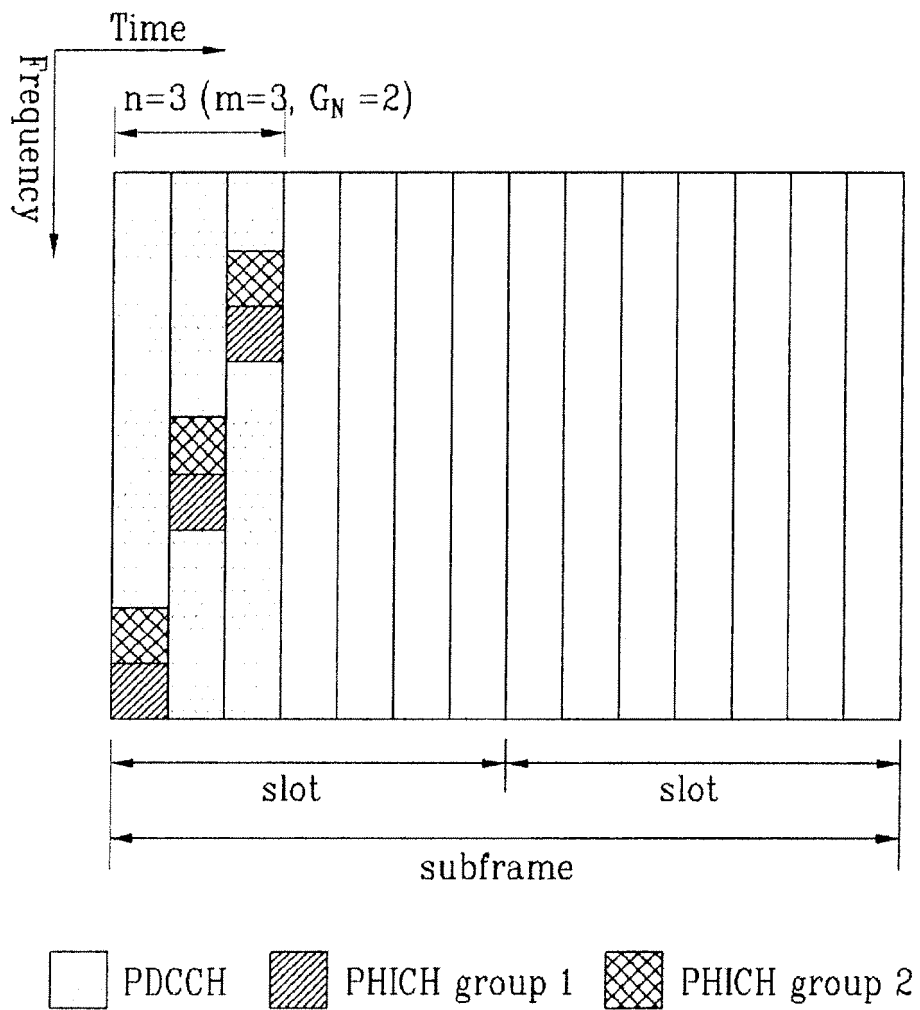 Time
Frequency
n=3 (m=3, G_N =2)
slot slot
subframe
PDCCH PHICH group 1 PHICH group 2